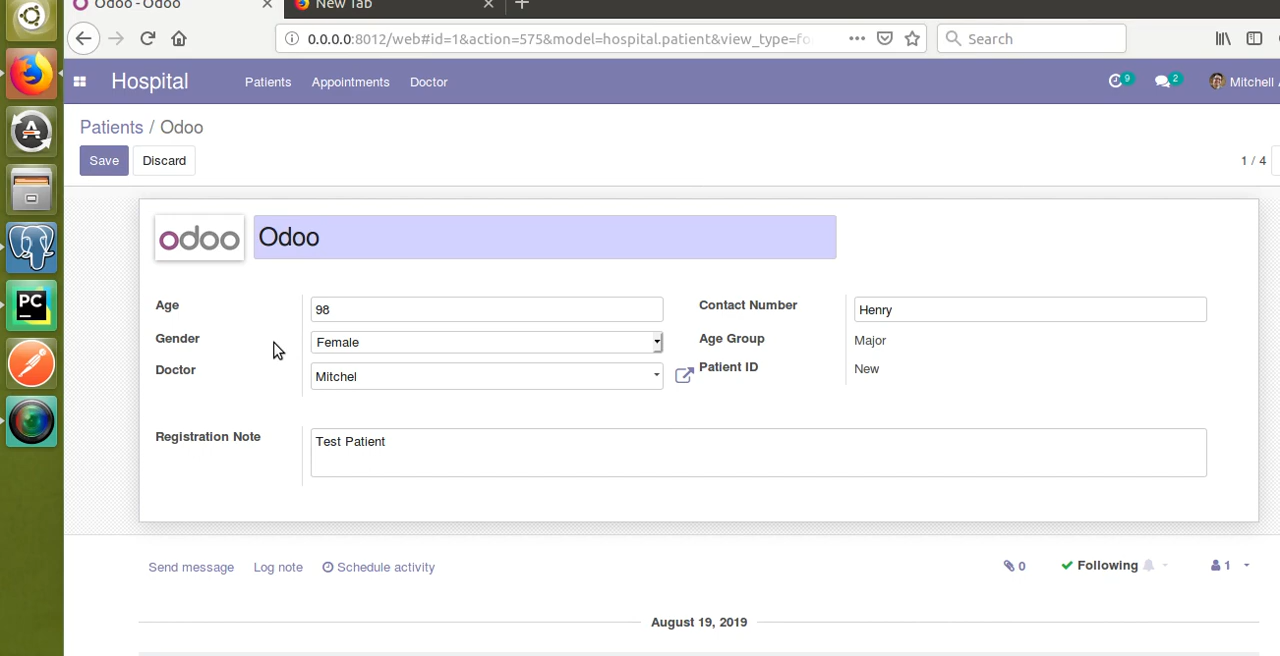 Odoo - Odoo
New Tab
0.0.0.0:8012/web#id=1&action=575&model=hospital.patient&view_type=fo
Search
Hospital Patients Appointments Doctor 9 2 Mitchell
Patients / Odoo
Save Discard 1 / 4
odoo Odoo
Age 98 Contact Number Henry
Gender Female Age Group Major
Doctor Mitchel Patient ID New
Registration Note Test Patient
Send message Log note Schedule activity 0 Following 1
August 19, 2019
PC